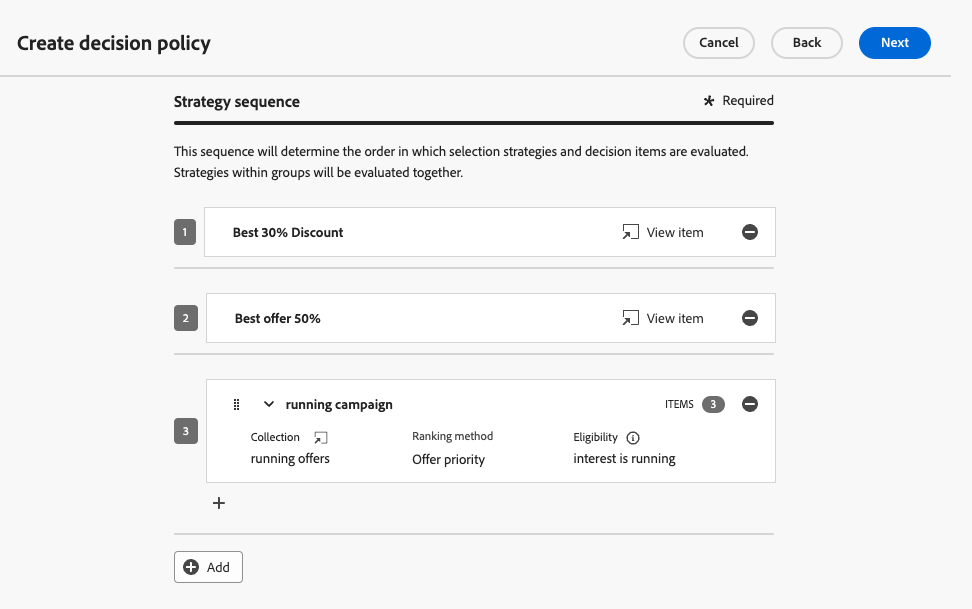 Create decision policy
Cancel
Back
Next
Strategy sequence
* Required
This sequence will determine the order in which selection strategies and decision items are evaluated.
Strategies within groups will be evaluated together.
1
Best 30% Discount
View item
2
Best offer 50%
View item
3
running campaign
ITEMS 3
Collection
Ranking method
Eligibility
running offers
Offer priority
interest is running
Add